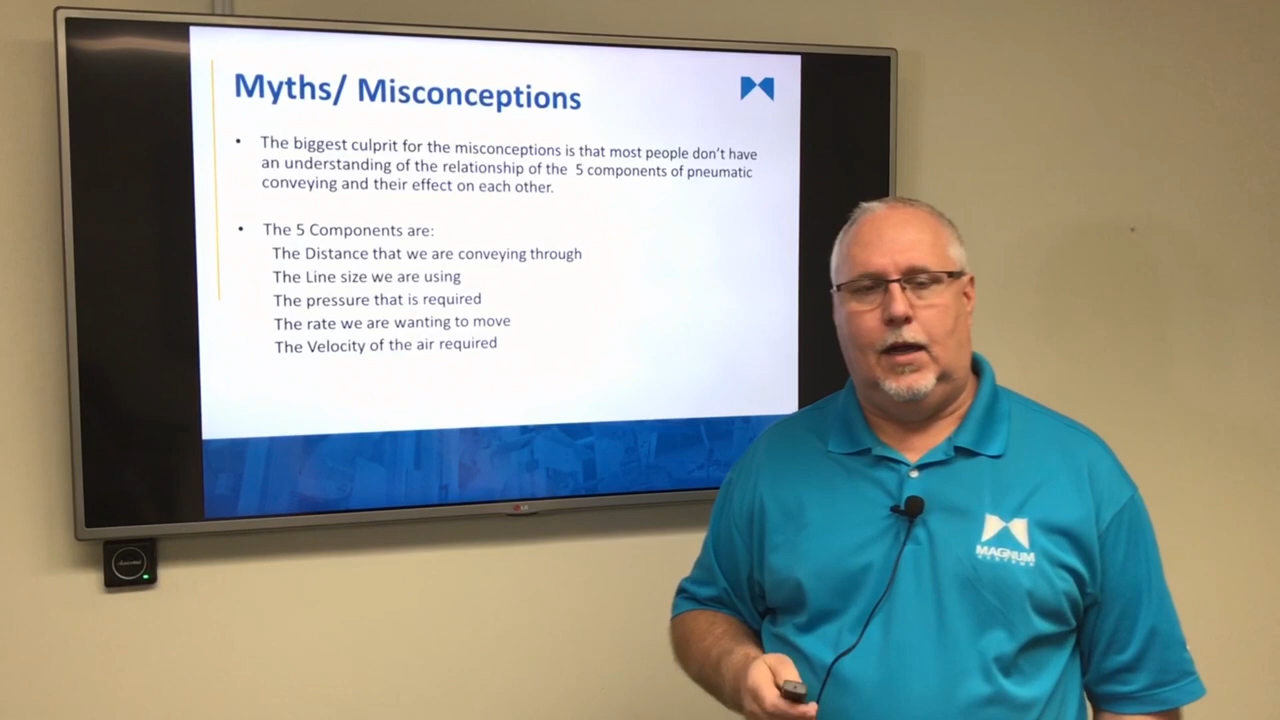 Myths/ Misconceptions
• The biggest culprit for the misconceptions is that most people don't have
an understanding of the relationship of the 5 components of pneumatic
conveying and their effect on each other.
• The 5 Components are:
The Distance that we are conveying through
The Line size we are using
The pressure that is required
The rate we are wanting to move
The Velocity of the air required
LG
MAGNUM
SYSTEMS